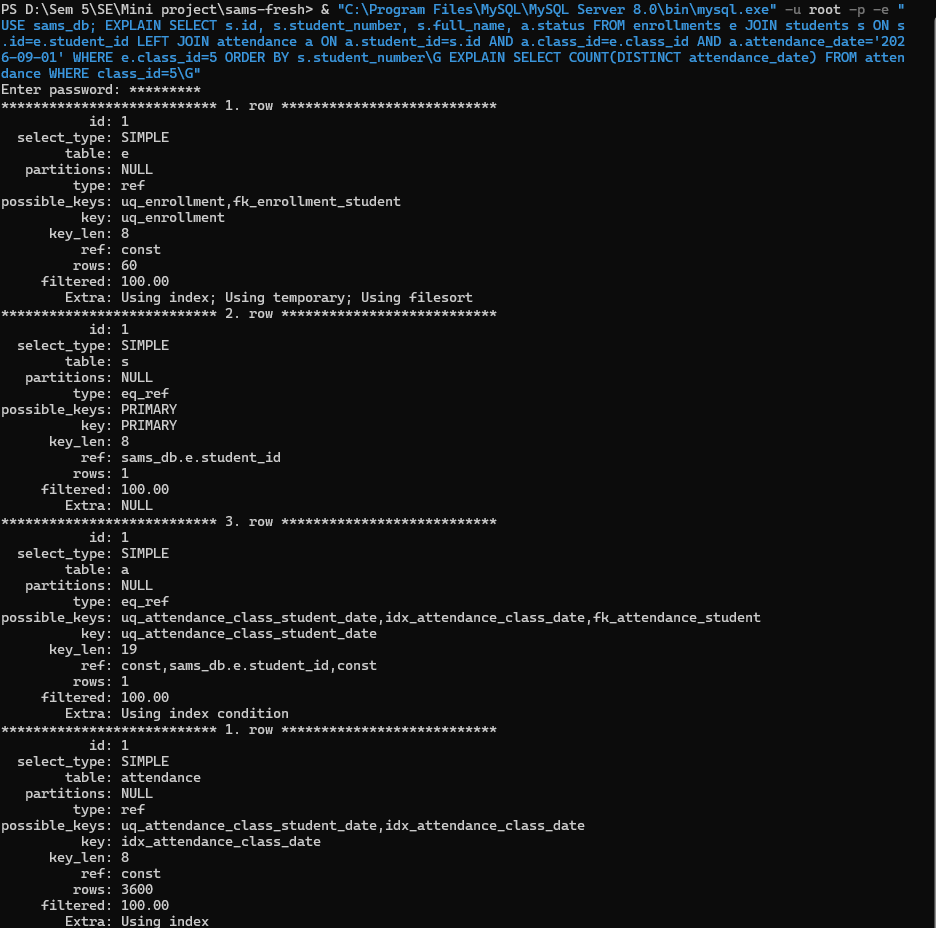 PS D:\Sem 5\SE\Mini project\sams-fresh> & "C:\Program Files\MySQL\MySQL Server 8.0\bin\mysql.exe" -u root -p -e "
USE sams_db; EXPLAIN SELECT s.id, s.student_number, s.full_name, a.status FROM enrollments e JOIN students s ON s
.id=e.student_id LEFT JOIN attendance a ON a.student_id=s.id AND a.class_id=e.class_id AND a.attendance_date='202
6-09-01' WHERE e.class_id=5 ORDER BY s.student_number\G EXPLAIN SELECT COUNT(DISTINCT attendance_date) FROM atten
dance WHERE class_id=5\G"
Enter password: *********
*************************** 1. row ***************************
           id: 1
  select_type: SIMPLE
        table: e
   partitions: NULL
         type: ref
possible_keys: uq_enrollment,fk_enrollment_student
          key: uq_enrollment
      key_len: 8
          ref: const
         rows: 60
     filtered: 100.00
        Extra: Using index; Using temporary; Using filesort
*************************** 2. row ***************************
           id: 1
  select_type: SIMPLE
        table: s
   partitions: NULL
         type: eq_ref
possible_keys: PRIMARY
          key: PRIMARY
      key_len: 8
          ref: sams_db.e.student_id
         rows: 1
     filtered: 100.00
        Extra: NULL
*************************** 3. row ***************************
           id: 1
  select_type: SIMPLE
        table: a
   partitions: NULL
         type: eq_ref
possible_keys: uq_attendance_class_student_date,idx_attendance_class_date,fk_attendance_student
          key: uq_attendance_class_student_date
      key_len: 19
          ref: const,sams_db.e.student_id,const
         rows: 1
     filtered: 100.00
        Extra: Using index condition
*************************** 1. row ***************************
           id: 1
  select_type: SIMPLE
        table: attendance
   partitions: NULL
         type: ref
possible_keys: uq_attendance_class_student_date,idx_attendance_class_date
          key: idx_attendance_class_date
      key_len: 8
          ref: const
         rows: 3600
     filtered: 100.00
        Extra: Using index